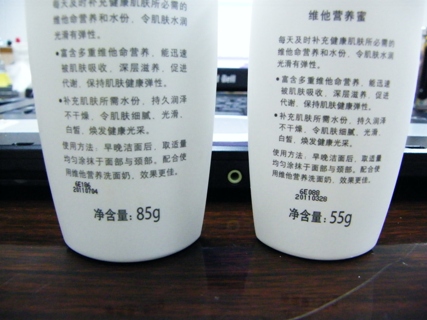 每天及时补充健康肌肤所必需的
维他命营养和水份、令肌肤水润
光滑有弹性。
●富含多重维他命营养、能迅速
被肌肤吸收、深层滋养、促进
代谢、保持肌肤健康弹性。
●补充肌肤所需水份、持久润泽
不干燥、令肌肤细腻、光滑、
白皙、焕发健康光采。
使用方法：早晚洁面后、取适量
均匀涂抹于面部与颈部。配合使
用维他营养洗面奶、效果更佳。
6E106
20110704
净含量：85g
维他营养蜜
每天及时补充健康肌肤所必需的
维他命营养和水份、令肌肤水润
光滑有弹性。
●富含多重维他命营养、能迅速
被肌肤吸收、深层滋养、促进
代谢、保持肌肤健康弹性。
●补充肌肤所需水份、持久润泽
不干燥、令肌肤细腻、光滑、
白皙、焕发健康光采。
使用方法：早晚洁面后、取适量
均匀涂抹于面部与颈部。配合使
用维他营养洗面奶、效果更佳。
6E088
20110328
净含量：55g